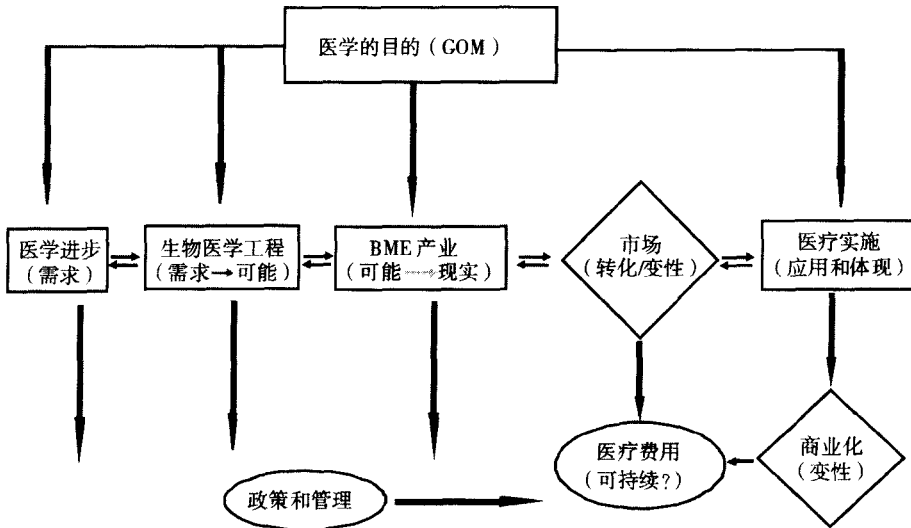 医学的目的(GOM)
医学进步
(需求)
生物医学工程
(需求→可能)
BME产业
(可能→现实)
市场
(转化/变性)
医疗实施
(应用和体现)
医疗费用
(可持续?)
商业化
(变性)
政策和管理